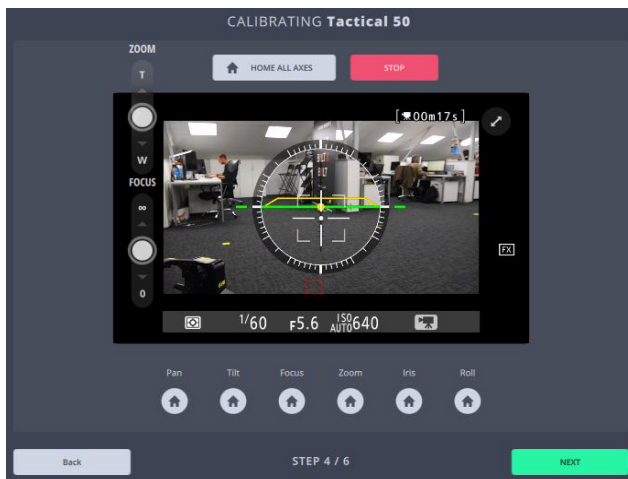 CALIBRATING Tactical 50
ZOOM
T
W
FOCUS
∞
0
HOME ALL AXES
STOP
[00m17s]
FX
1/60 F5.6 ISO AUTO 640
Pan Tilt Focus Zoom Iris Roll
Back
STEP 4 / 6
NEXT